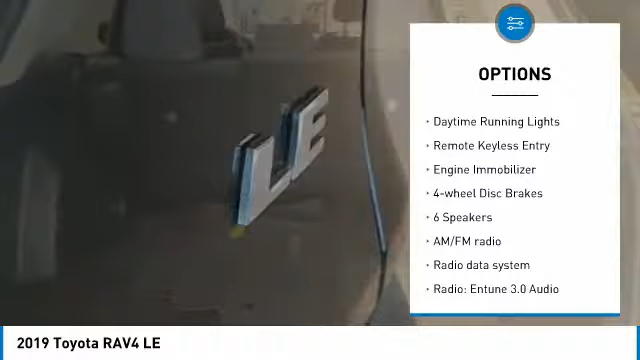 LE
OPTIONS
Daytime Running Lights
Remote Keyless Entry
Engine Immobilizer
4-wheel Disc Brakes
6 Speakers
AM/FM radio
Radio data system
Radio: Entune 3.0 Audio
2019 Toyota RAV4 LE